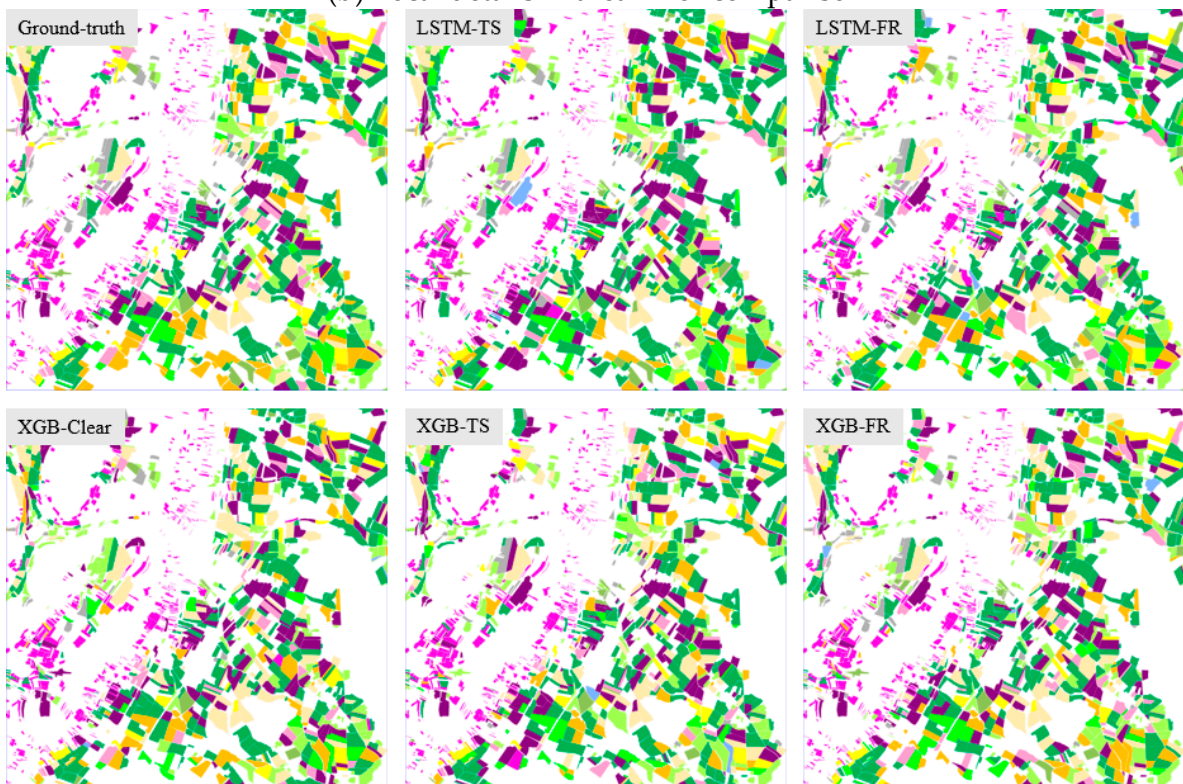 Ground-truth
LSTM-TS
LSTM-FR
XGB-Clear
XGB-TS
XGB-FR